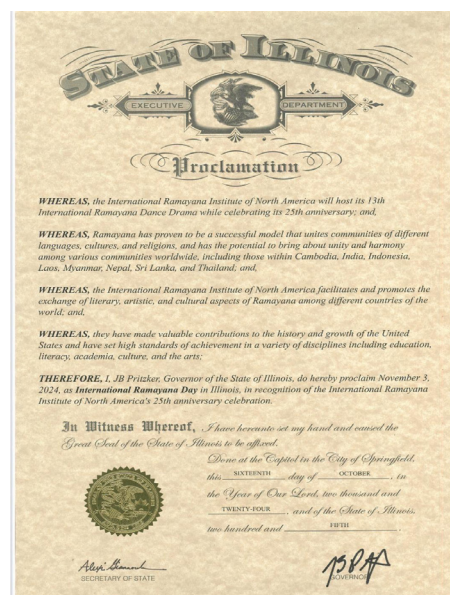 STATE OF ILLINOIS
EXECUTIVE DEPARTMENT
Proclamation
WHEREAS, the International Ramayana Institute of North America will host its 13th
International Ramayana Dance Drama while celebrating its 25th anniversary; and,
WHEREAS, Ramayana has proven to be a successful model that unites communities of different
languages, cultures, and religions, and has the potential to bring about unity and harmony
among various communities worldwide, including those within Cambodia, India, Indonesia,
Laos, Myanmar, Nepal, Sri Lanka, and Thailand; and,
WHEREAS, the International Ramayana Institute of North America facilitates and promotes the
exchange of literary, artistic, and cultural aspects of Ramayana among different countries of the
world; and,
WHEREAS, they have made valuable contributions to the history and growth of the United
States and have set high standards of achievement in a variety of disciplines including education,
literacy, academia, culture, and the arts;
THEREFORE, I, JB Pritzker, Governor of the State of Illinois, do hereby proclaim November 3,
2024, as International Ramayana Day in Illinois, in recognition of the International Ramayana
Institute of North America's 25th anniversary celebration.
In Witness Whereof, I have hereunto set my hand and caused the
Great Seal of the State of Illinois to be affixed.
Done at the Capitol in the City of Springfield,
this SIXTEENTH day of OCTOBER, in
the Year of Our Lord, two thousand and
TWENTY-FOUR, and of the State of Illinois,
two hundred and FIFTH.
SECRETARY OF STATE
GOVERNOR